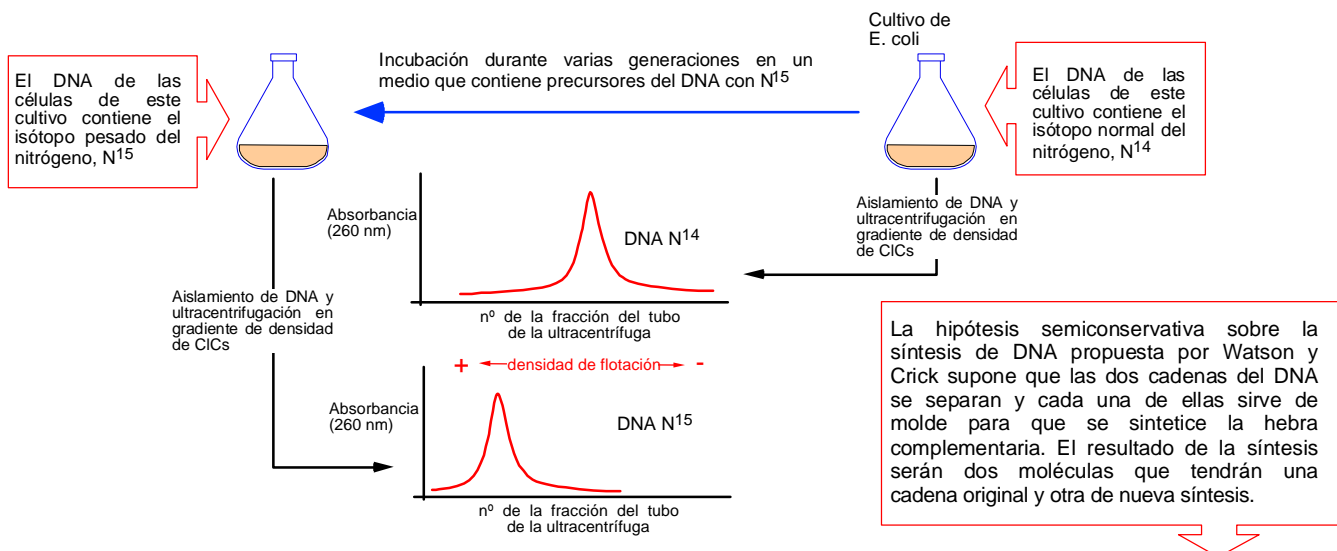 Cultivo de
E. coli
El DNA de las
células de este
cultivo contiene el
isótopo pesado del
nitrógeno, N15
Incubación durante varias generaciones en un
medio que contiene precursores del DNA con N15
El DNA de las
células de este
cultivo contiene el
isótopo normal del
nitrógeno, N14
Absorbancia
(260 nm)
DNA N14
Aislamiento de DNA y
ultracentrifugación en
gradiente de densidad
de ClCs
nº de la fracción del tubo
de la ultracentrífuga
Aislamiento de DNA y
ultracentrifugación en
gradiente de densidad
de ClCs
+ densidad de flotación -
Absorbancia
(260 nm)
DNA N15
nº de la fracción del tubo
de la ultracentrífuga
La hipótesis semiconservativa sobre la
síntesis de DNA propuesta por Watson y
Crick supone que las dos cadenas del DNA
se separan y cada una de ellas sirve de
molde para que se sintetice la hebra
complementaria. El resultado de la síntesis
serán dos moléculas que tendrán una
cadena original y otra de nueva síntesis.